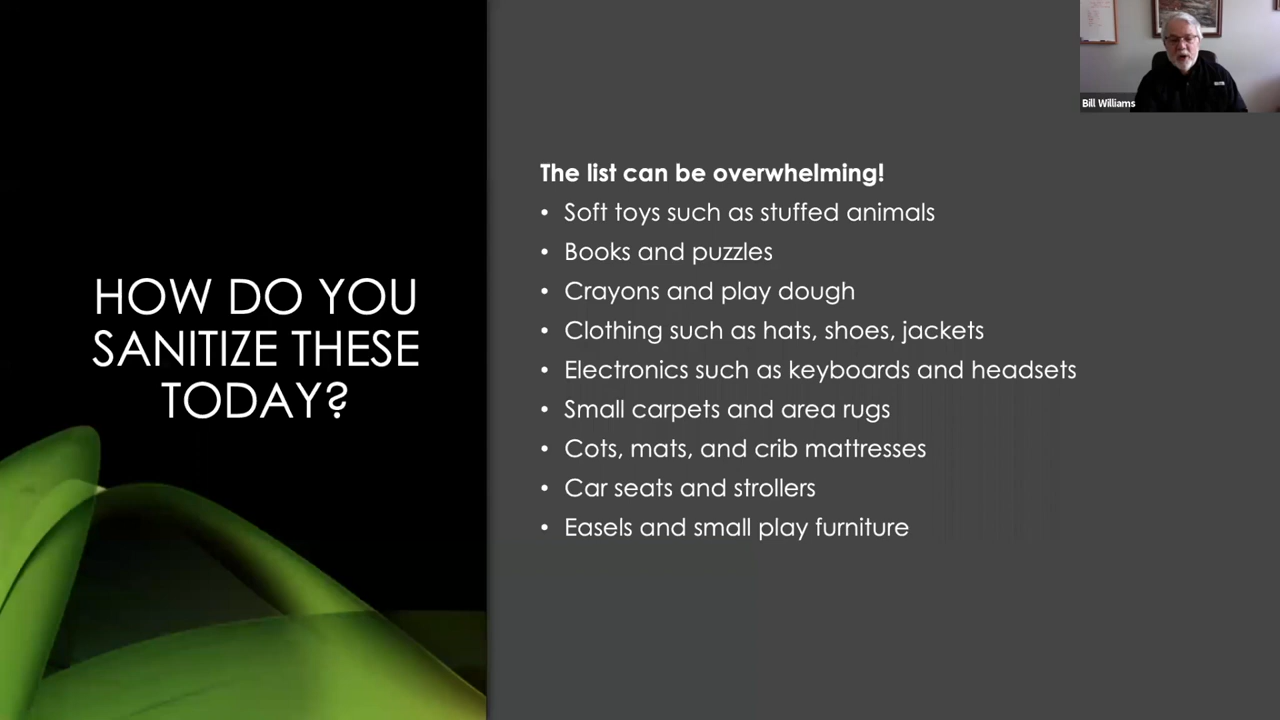 HOW DO YOU
SANITIZE THESE
TODAY?
The list can be overwhelming!
• Soft toys such as stuffed animals
• Books and puzzles
• Crayons and play dough
• Clothing such as hats, shoes, jackets
• Electronics such as keyboards and headsets
• Small carpets and area rugs
• Cots, mats, and crib mattresses
• Car seats and strollers
• Easels and small play furniture
Bill Williams